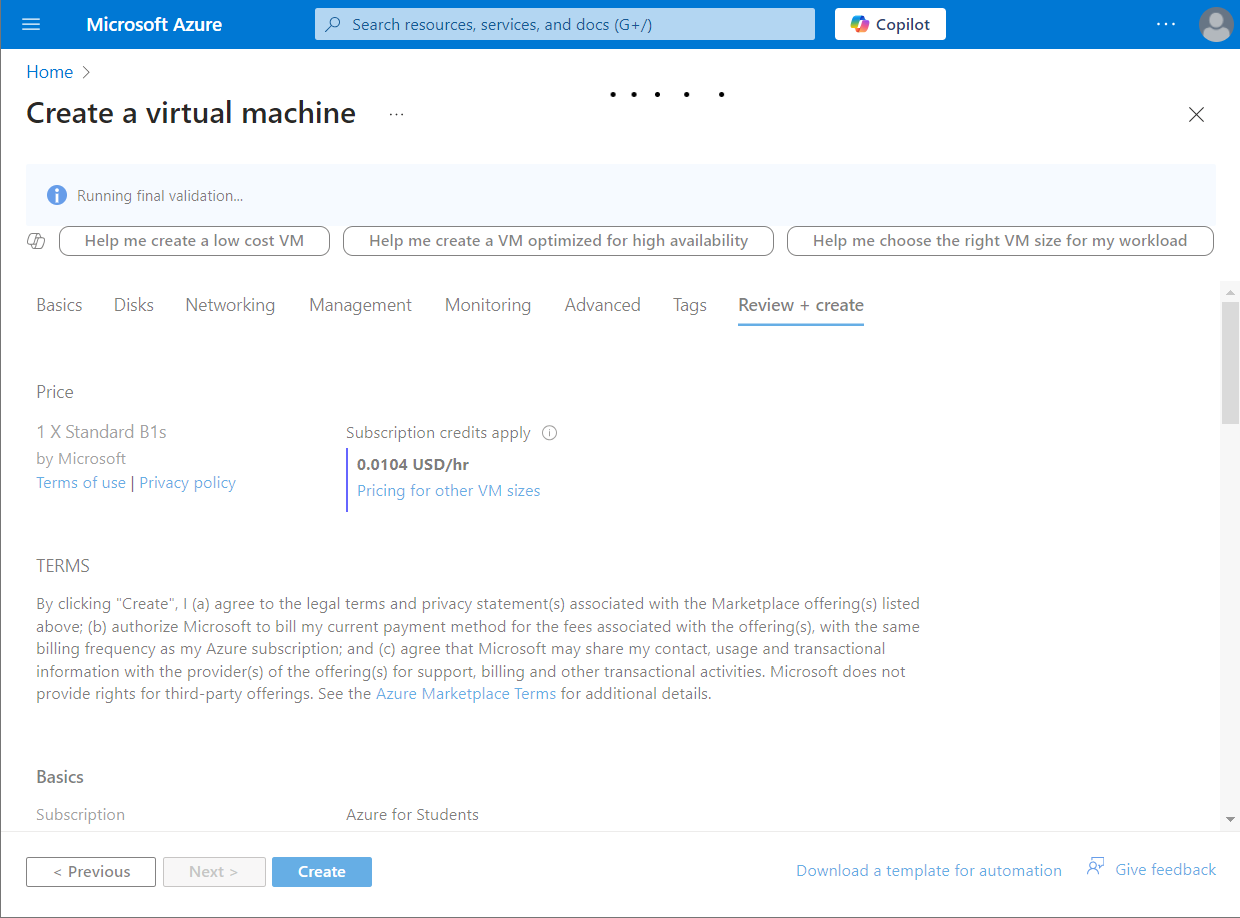 Microsoft Azure
Search resources, services, and docs (G+/)
Copilot
...
Home >
Create a virtual machine
...
Running final validation...
Help me create a low cost VM
Help me create a VM optimized for high availability
Help me choose the right VM size for my workload
Basics
Disks
Networking
Management
Monitoring
Advanced
Tags
Review + create
Price
1 X Standard B1s
by Microsoft
Terms of use | Privacy policy
Subscription credits apply
0.0104 USD/hr
Pricing for other VM sizes
TERMS
By clicking "Create", I (a) agree to the legal terms and privacy statement(s) associated with the Marketplace offering(s) listed
above; (b) authorize Microsoft to bill my current payment method for the fees associated with the offering(s), with the same
billing frequency as my Azure subscription; and (c) agree that Microsoft may share my contact, usage and transactional
information with the provider(s) of the offering(s) for support, billing and other transactional activities. Microsoft does not
provide rights for third-party offerings. See the Azure Marketplace Terms for additional details.
Basics
Subscription
Azure for Students
< Previous
Next >
Create
Download a template for automation
Give feedback